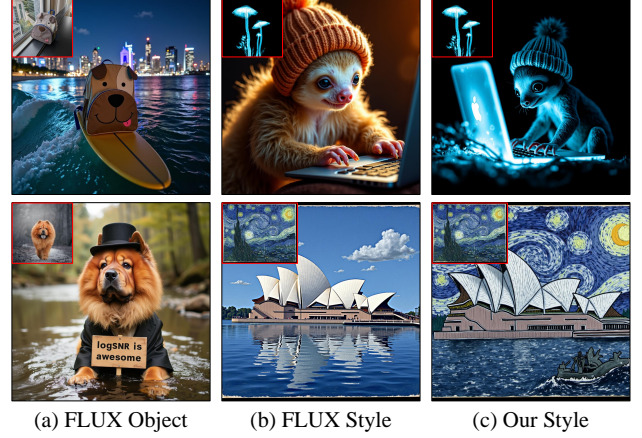 logSNR is
awesome
(a) FLUX Object
(b) FLUX Style
(c) Our Style